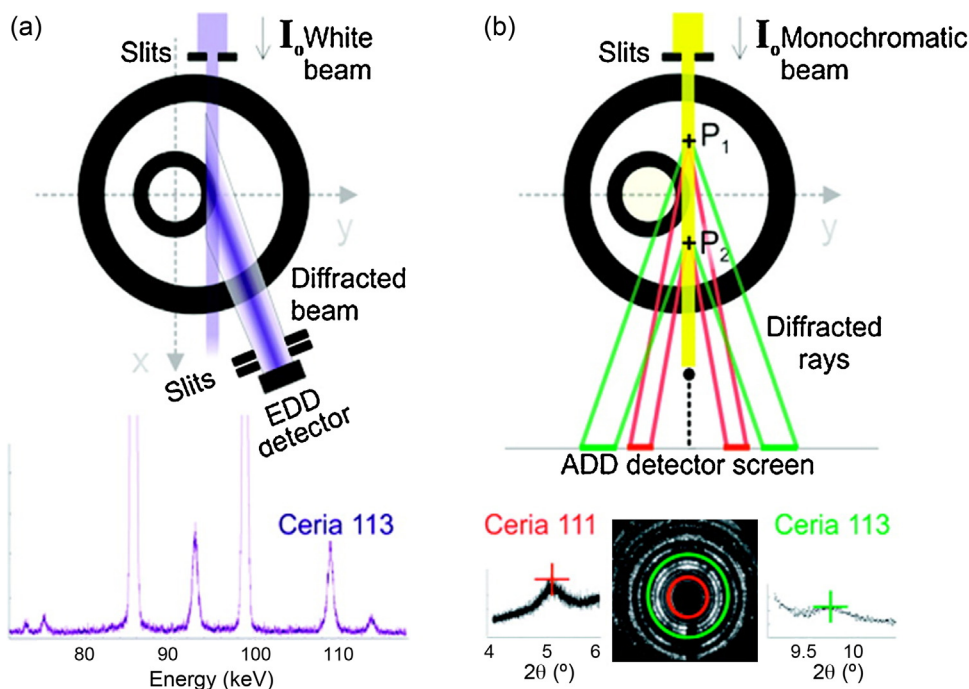 (a)
I₀ White
beam
Slits
y
x
Diffracted
beam
Slits
EDD
detector
Ceria 113
80 90 100 110
Energy (keV)
(b)
I₀ Monochromatic
beam
Slits
P₁
y
P₂
Diffracted
rays
ADD detector screen
Ceria 111
4 5 6
2θ (º)
Ceria 113
9.5 10
2θ (º)